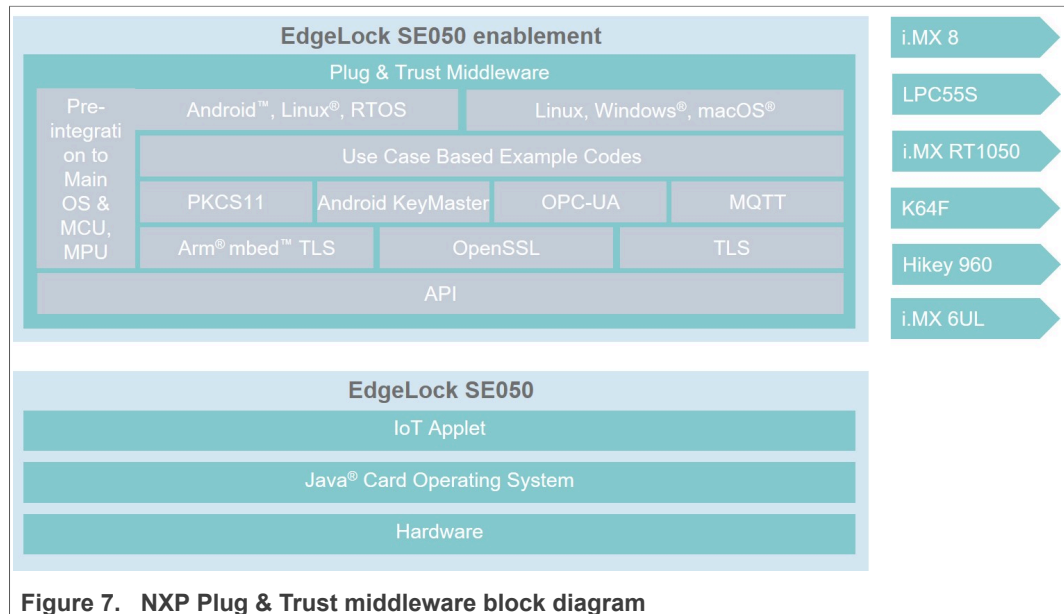 EdgeLock SE050 enablement
Plug & Trust Middleware
Pre-
integrati
on to
Main
OS &
MCU,
MPU
Android™, Linux®, RTOS
Linux, Windows®, macOS®
Use Case Based Example Codes
PKCS11
Android KeyMaster
OPC-UA
MQTT
Arm® mbed™ TLS
OpenSSL
TLS
API
i.MX 8
LPC55S
i.MX RT1050
K64F
Hikey 960
i.MX 6UL
EdgeLock SE050
IoT Applet
Java® Card Operating System
Hardware
Figure 7. NXP Plug & Trust middleware block diagram